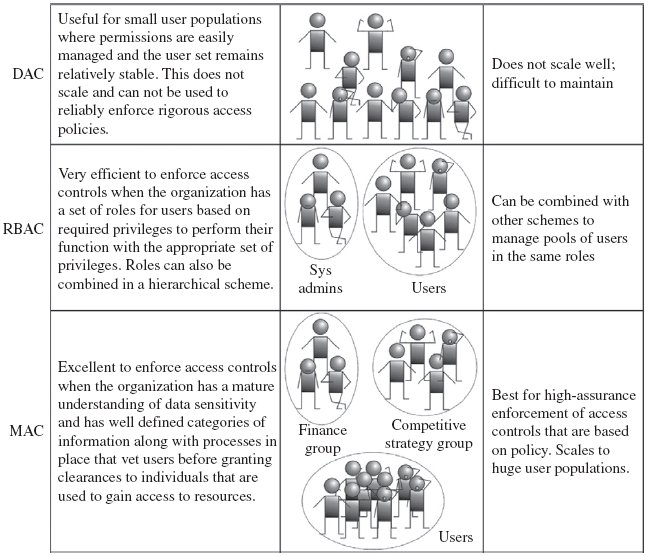 DAC
Useful for small user populations
where permissions are easily
managed and the user set remains
relatively stable. This does not
scale and can not be used to
reliably enforce rigorous access
policies.
Does not scale well;
difficult to maintain
RBAC
Very efficient to enforce access
controls when the organization has
a set of roles for users based on
required privileges to perform their
function with the appropriate set of
privileges. Roles can also be
combined in a hierarchical scheme.
Sys
admins
Users
Can be combined with
other schemes to
manage pools of users
in the same roles
MAC
Excellent to enforce access controls
when the organization has a mature
understanding of data sensitivity
and has well defined categories of
information along with processes in
place that vet users before granting
clearances to individuals that are
used to gain access to resources.
Finance
group
Competitive
strategy group
Users
Best for high-assurance
enforcement of access
controls that are based
on policy. Scales to
huge user populations.